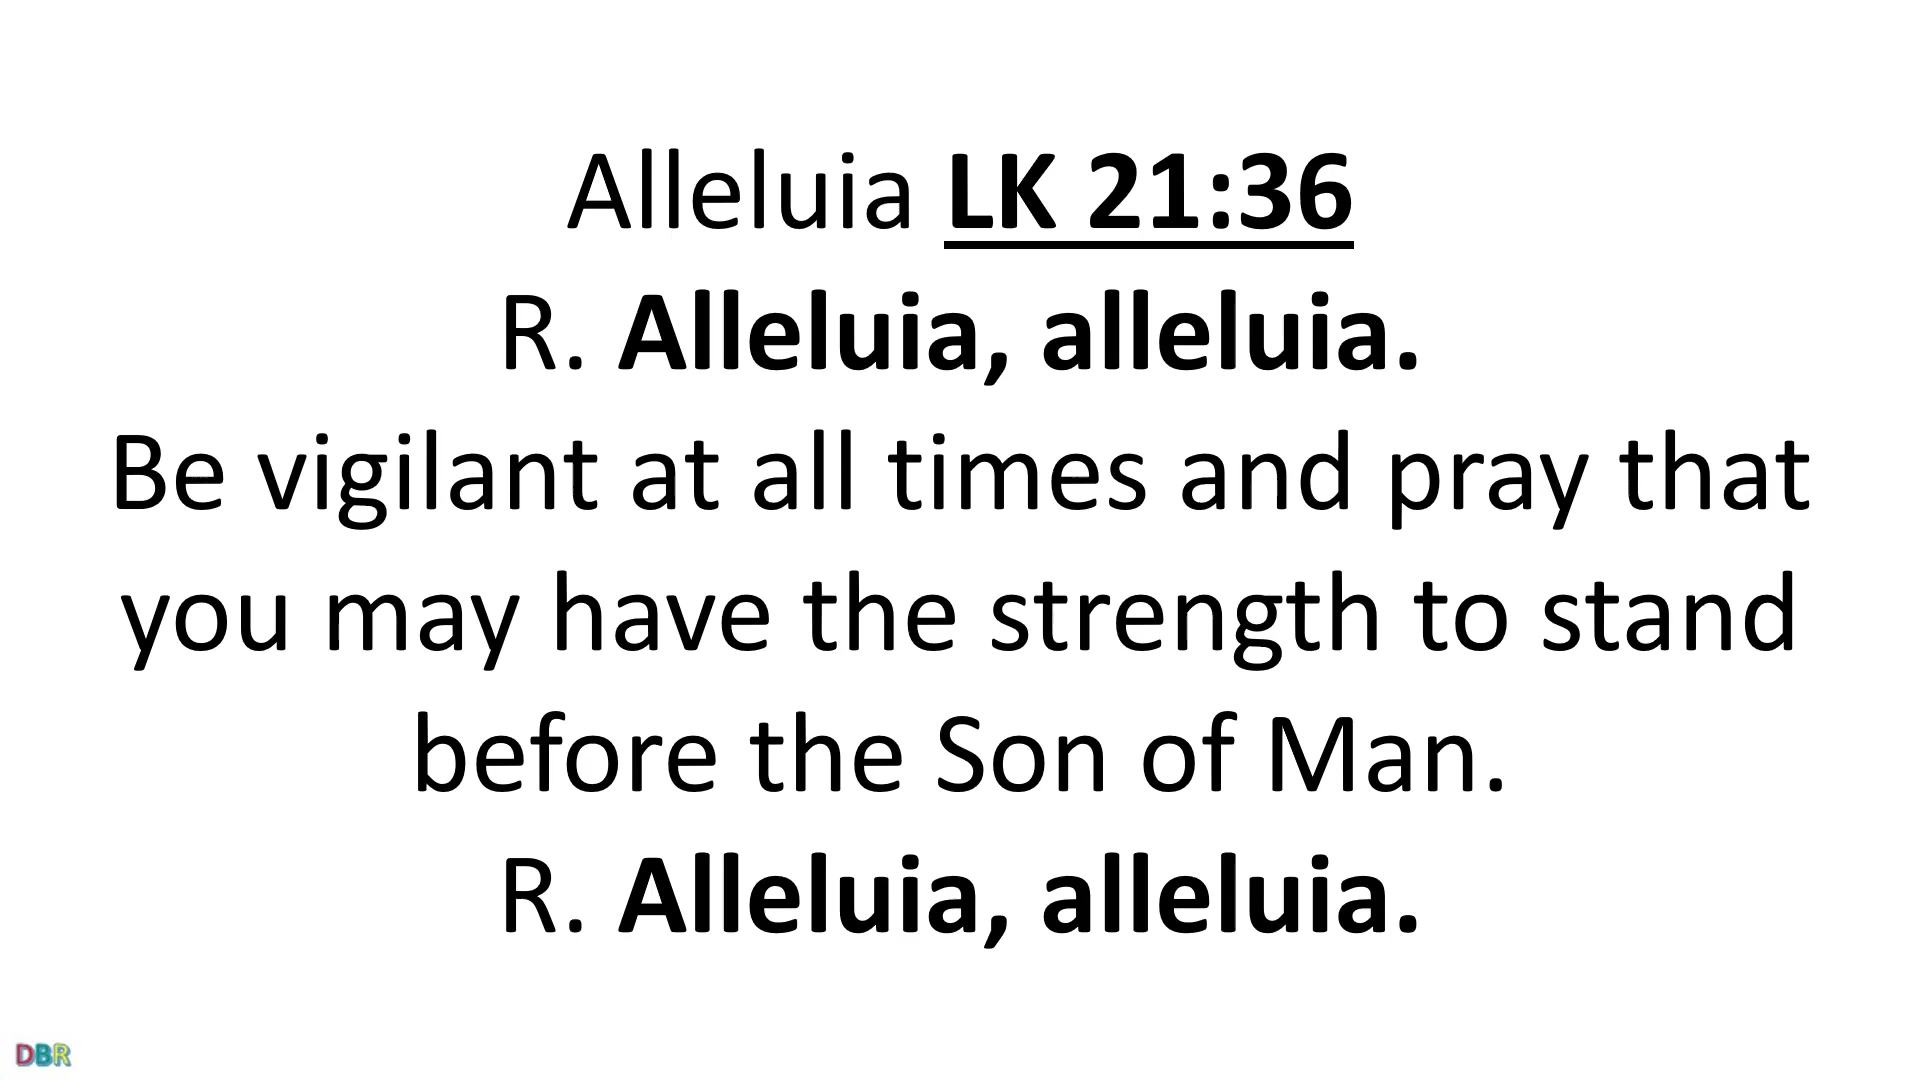 Alleluia LK 21:36
R. Alleluia, alleluia.
Be vigilant at all times and pray that
you may have the strength to stand
before the Son of Man.
R. Alleluia, alleluia.
DBR